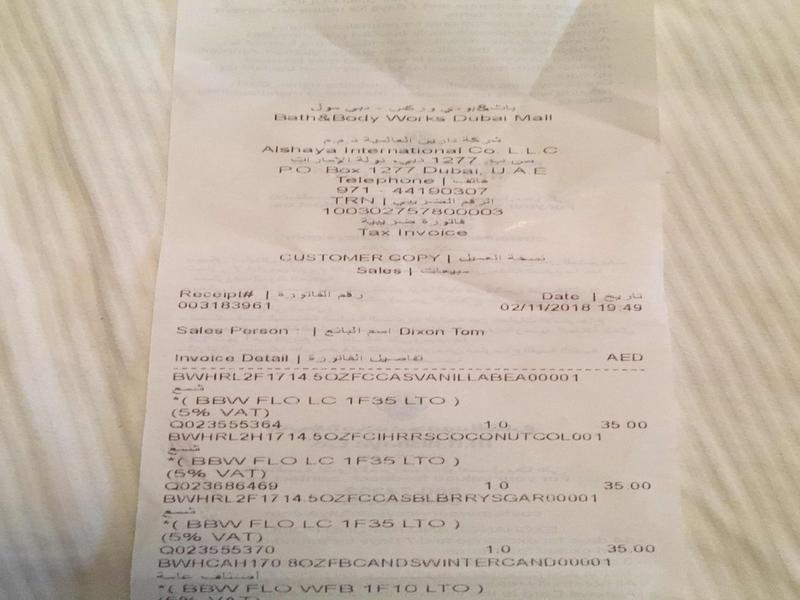 باث&بودي وركس - دبي مول
Bath&Body Works Dubai Mall
شركة دارين العالمية ذ.م.م
Alshaya International Co. L.L.C
ص.ب. 1277 دبي، دولة الإمارات
P.O. Box 1277 Dubai, U.A.E
Telephone | هاتف
971 - 44190307
TRN | الرقم الضريبي
100302757800003
فاتورة ضريبية
Tax Invoice
CUSTOMER COPY | نسخة العميل
Sales | مبيعات
Receipt# | رقم الفاتورة Date | تاريخ
003183961 02/11/2018 19:49
Sales Person : | اسم البائع Dixon Tom
Invoice Detail | تفاصيل الفاتورة AED
BWHRL2F1714.5OZFCCASVANILLABEA00001
شمع
*( BBW FLO LC 1F35 LTO )
(5% VAT)
Q023555364 1.0 35.00
BWHRL2H1714.5OZFCIHRRSCOCONUTCOL001
شمع
*( BBW FLO LC 1F35 LTO )
(5% VAT)
Q023686469 1.0 35.00
BWHRL2F1714.5OZFCCASBLBRRYSGAR00001
شمع
*( BBW FLO LC 1F35 LTO )
(5% VAT)
Q023555370 1.0 35.00
BWHCAH170.8OZFBCANDSWINTERCAND00001
اصناف عامة
*( BBW FLO WFB 1F10 LTO )
(5% VAT)